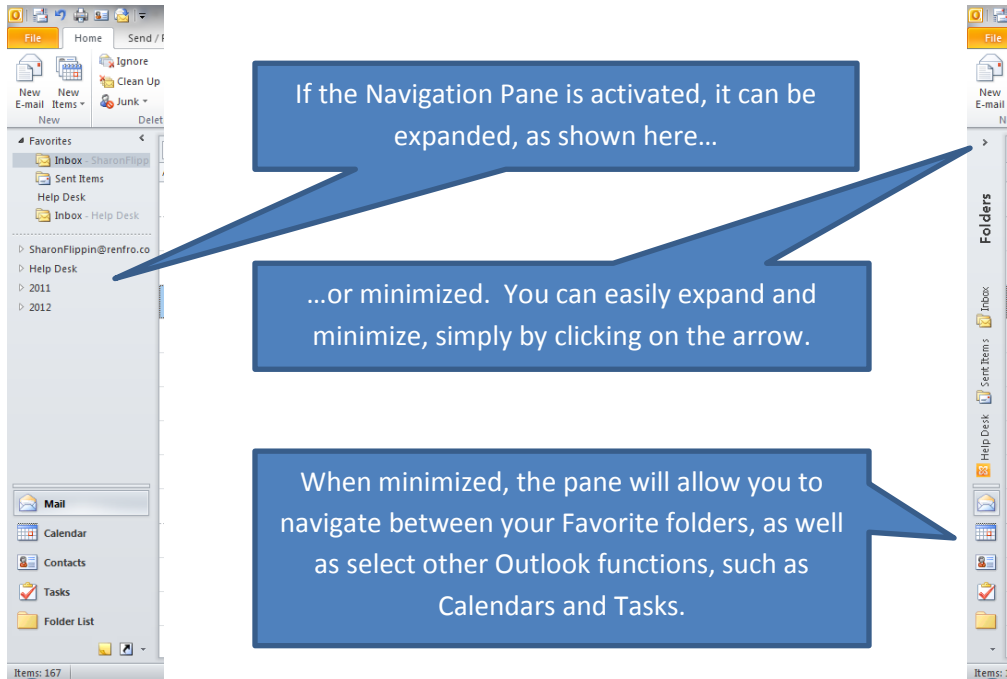 File Home Send /
Ignore
Clean Up
Junk
New New
E-mail Items
New Delet
Favorites
Inbox - SharonFlipp
Sent Items
Help Desk
Inbox - Help Desk
SharonFlippin@renfro.co
Help Desk
2011
2012
Mail
Calendar
Contacts
Tasks
Folder List
Items: 167
If the Navigation Pane is activated, it can be
expanded, as shown here…
…or minimized. You can easily expand and
minimize, simply by clicking on the arrow.
When minimized, the pane will allow you to
navigate between your Favorite folders, as well
as select other Outlook functions, such as
Calendars and Tasks.
File
New
E-mail
N
Folders
Inbox
Sent Items
Help Desk
Items: